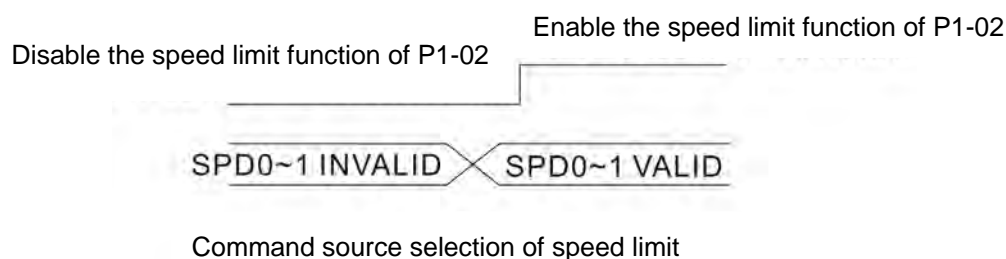 Enable the speed limit function of P1-02
Disable the speed limit function of P1-02
SPD0~1 INVALID
SPD0~1 VALID
Command source selection of speed limit